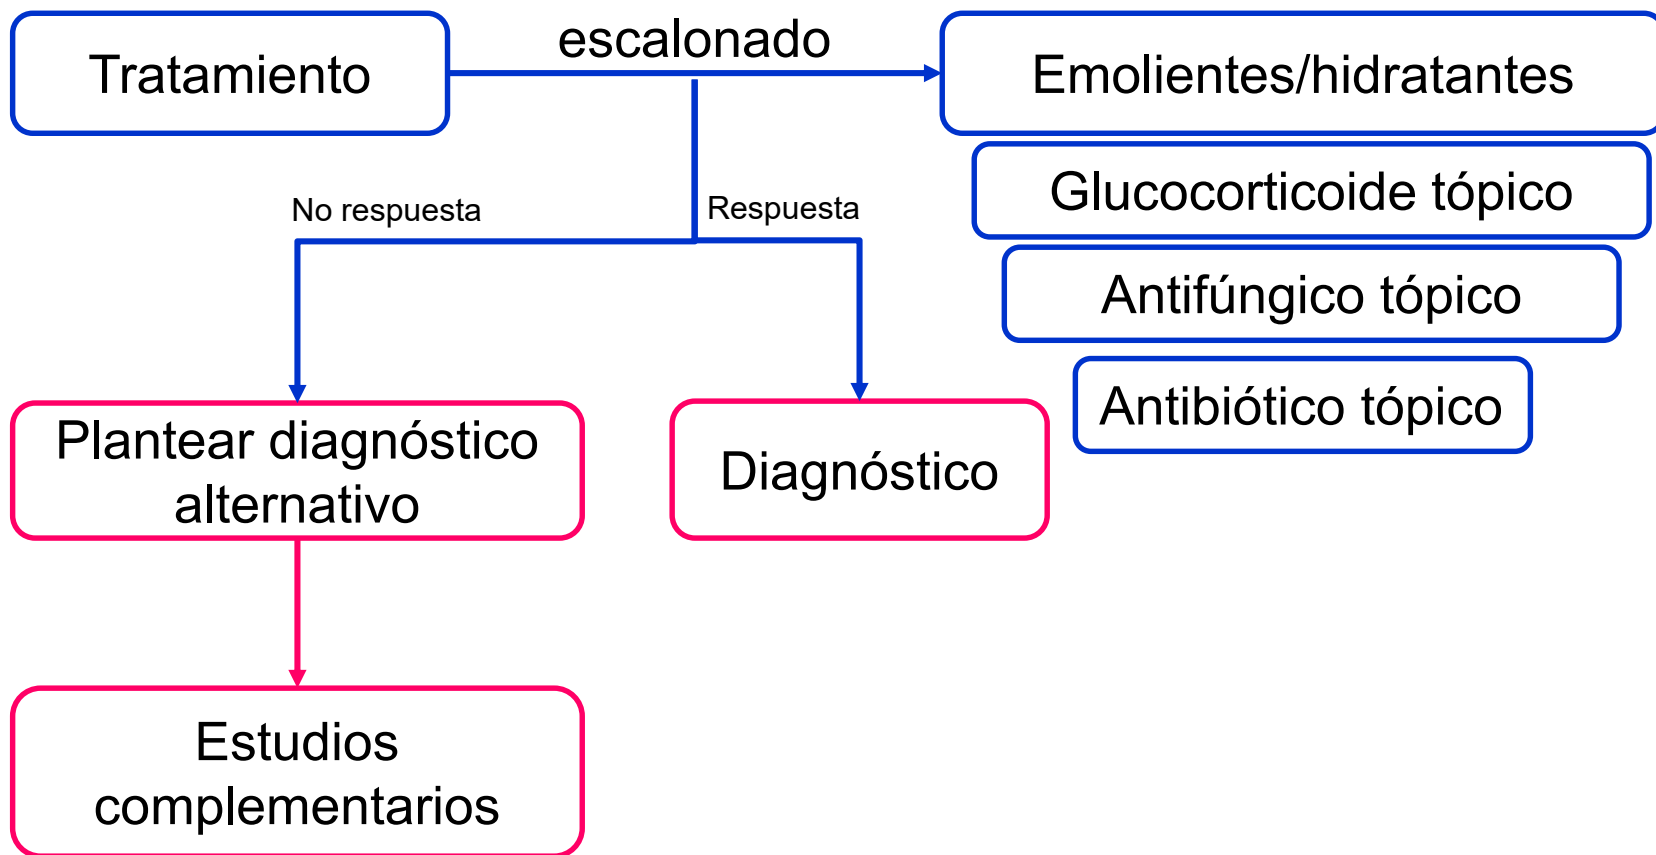 Tratamiento
escalonado
Emolientes/hidratantes
Glucocorticoide tópico
Antifúngico tópico
Antibiótico tópico
No respuesta
Respuesta
Plantear diagnóstico
alternativo
Diagnóstico
Estudios
complementarios